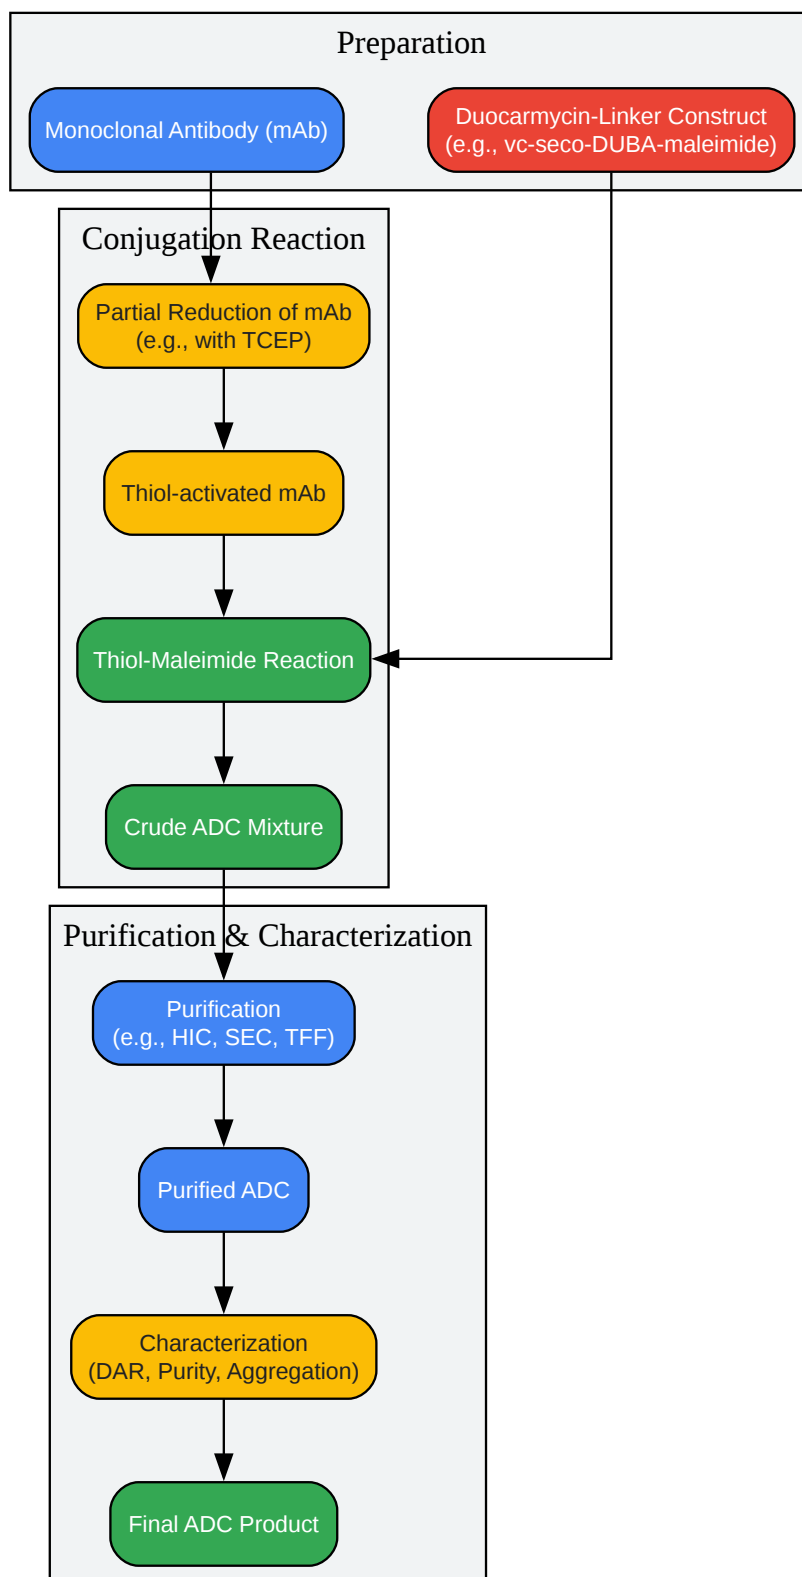 Preparation
Monoclonal Antibody (mAb)
Duocarmycin-Linker Construct
(e.g., vc-seco-DUBA-maleimide)
Conjugation Reaction
Partial Reduction of mAb
(e.g., with TCEP)
Thiol-activated mAb
Thiol-Maleimide Reaction
Crude ADC Mixture
Purification & Characterization
Purification
(e.g., HIC, SEC, TFF)
Purified ADC
Characterization
(DAR, Purity, Aggregation)
Final ADC Product